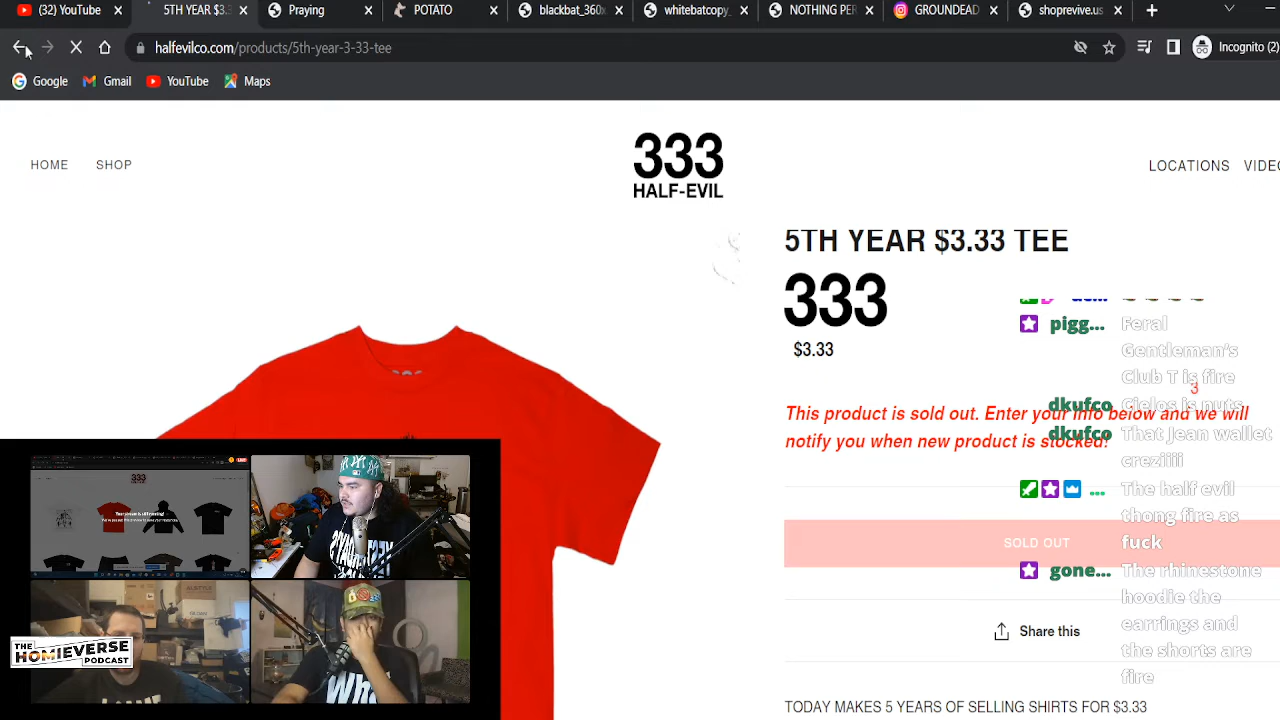 (32) YouTube
5TH YEAR $3.3
Praying
POTATO
blackbat_360x
whitebatcopy_
NOTHING PER
GROUNDEAD
shoprevive.us
halfevilco.com/products/5th-year-3-33-tee
Incognito (2)
Google
Gmail
YouTube
Maps
HOME
SHOP
333
HALF-EVIL
LOCATIONS
VIDEO
5TH YEAR $3.33 TEE
333
$3.33
3
This product is sold out. Enter your info below and we will
notify you when new product is stocked!
SOLD OUT
Share this
TODAY MAKES 5 YEARS OF SELLING SHIRTS FOR $3.33
pigg...
Feral
Gentleman's
Club T is fire
dkufco
Cielos is nuts
dkufco
That Jean wallet
creziiii
...
The half evil
thong fire as
fuck
gone...
The rhinestone
hoodie the
earrings and
the shorts are
fire
333
THE
HOMIEVERSE
PODCAST